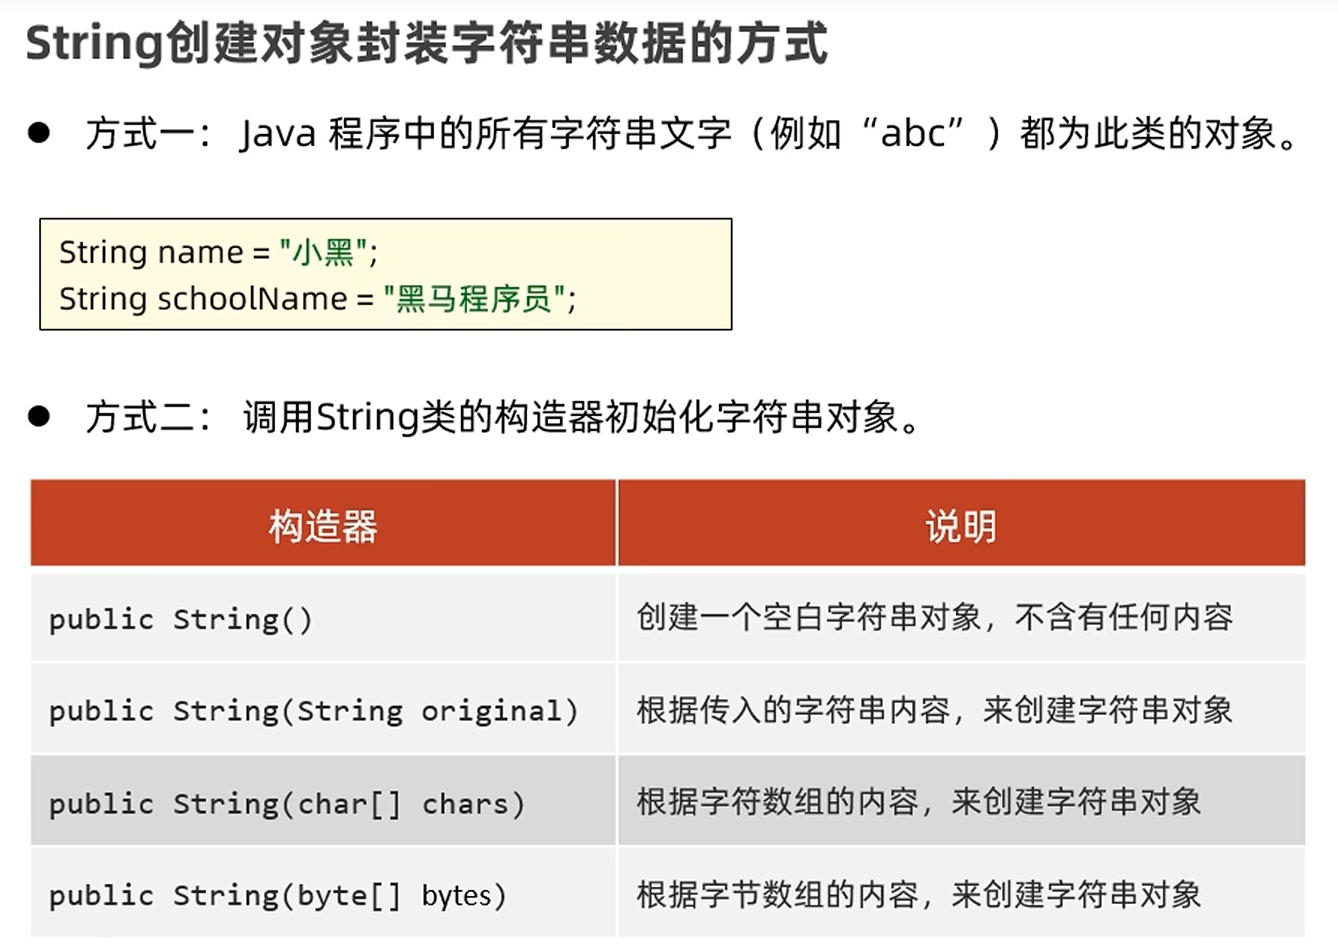 String创建对象封装字符串数据的方式
● 方式一： Java 程序中的所有字符串文字（例如“abc” ）都为此类的对象。
String name = "小黑";
String schoolName = "黑马程序员";
● 方式二： 调用String类的构造器初始化字符串对象。
构造器 说明
public String() 创建一个空白字符串对象，不含有任何内容
public String(String original) 根据传入的字符串内容，来创建字符串对象
public String(char[] chars) 根据字符数组的内容，来创建字符串对象
public String(byte[] bytes) 根据字节数组的内容，来创建字符串对象